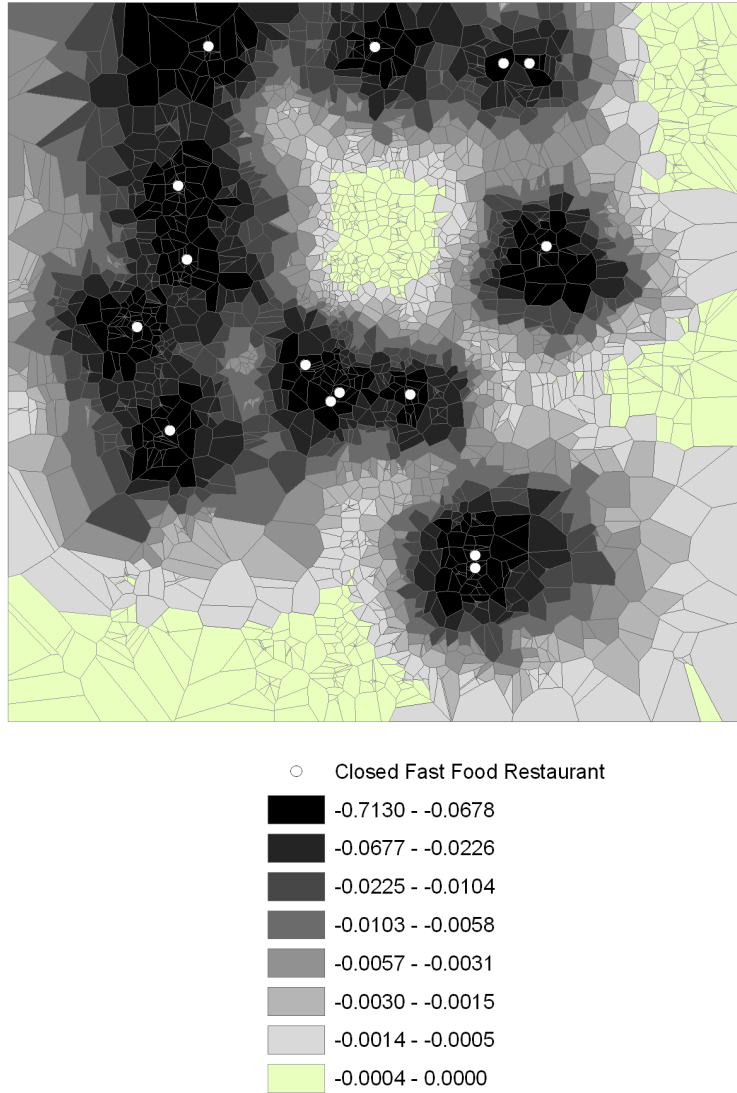 Closed Fast Food Restaurant
-0.7130 - -0.0678
-0.0677 - -0.0226
-0.0225 - -0.0104
-0.0103 - -0.0058
-0.0057 - -0.0031
-0.0030 - -0.0015
-0.0014 - -0.0005
-0.0004 - 0.0000